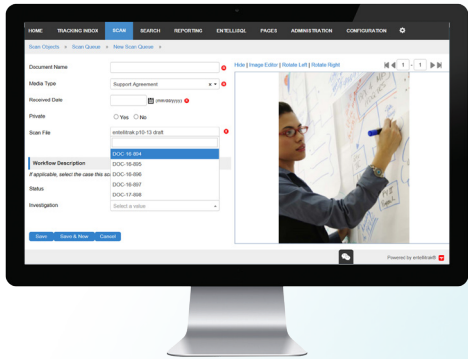 HOME TRACKING INBOX SCAN SEARCH REPORTING ENTELLISQL PAGES ADMINISTRATION CONFIGURATION
Scan Objects » Scan Queue » New Scan Queue »
Document Name
Hide | Image Editor | Rotate Left | Rotate Right
1 - 1
Media Type
Support Agreement
Received Date
(mm/dd/yyyy)
Private
Yes No
Scan File
entellitrak p10-13 draft
DOC-16-894
DOC-16-895
DOC-16-896
DOC-16-897
DOC-17-898
Workflow Description
If applicable, select the case this
Status
Investigation
Select a value
Save Save & New Cancel
Powered by entellitrak®